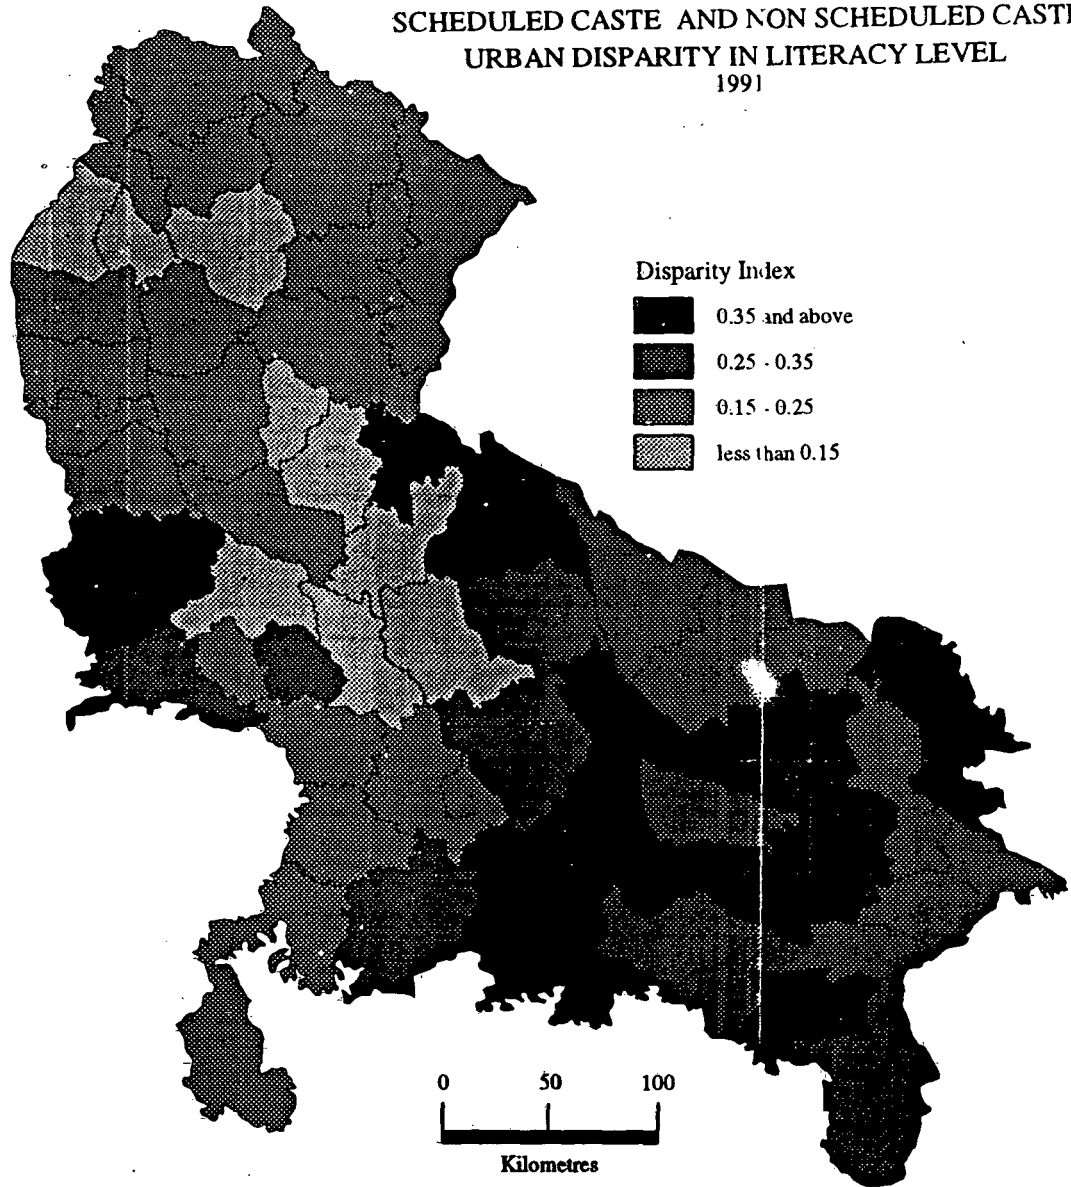 SCHEDULED CASTE AND NON SCHEDULED CASTE
URBAN DISPARITY IN LITERACY LEVEL
1991
Disparity Index
0.35 and above
0.25 - 0.35
0.15 - 0.25
less than 0.15
0 50 100
Kilometres